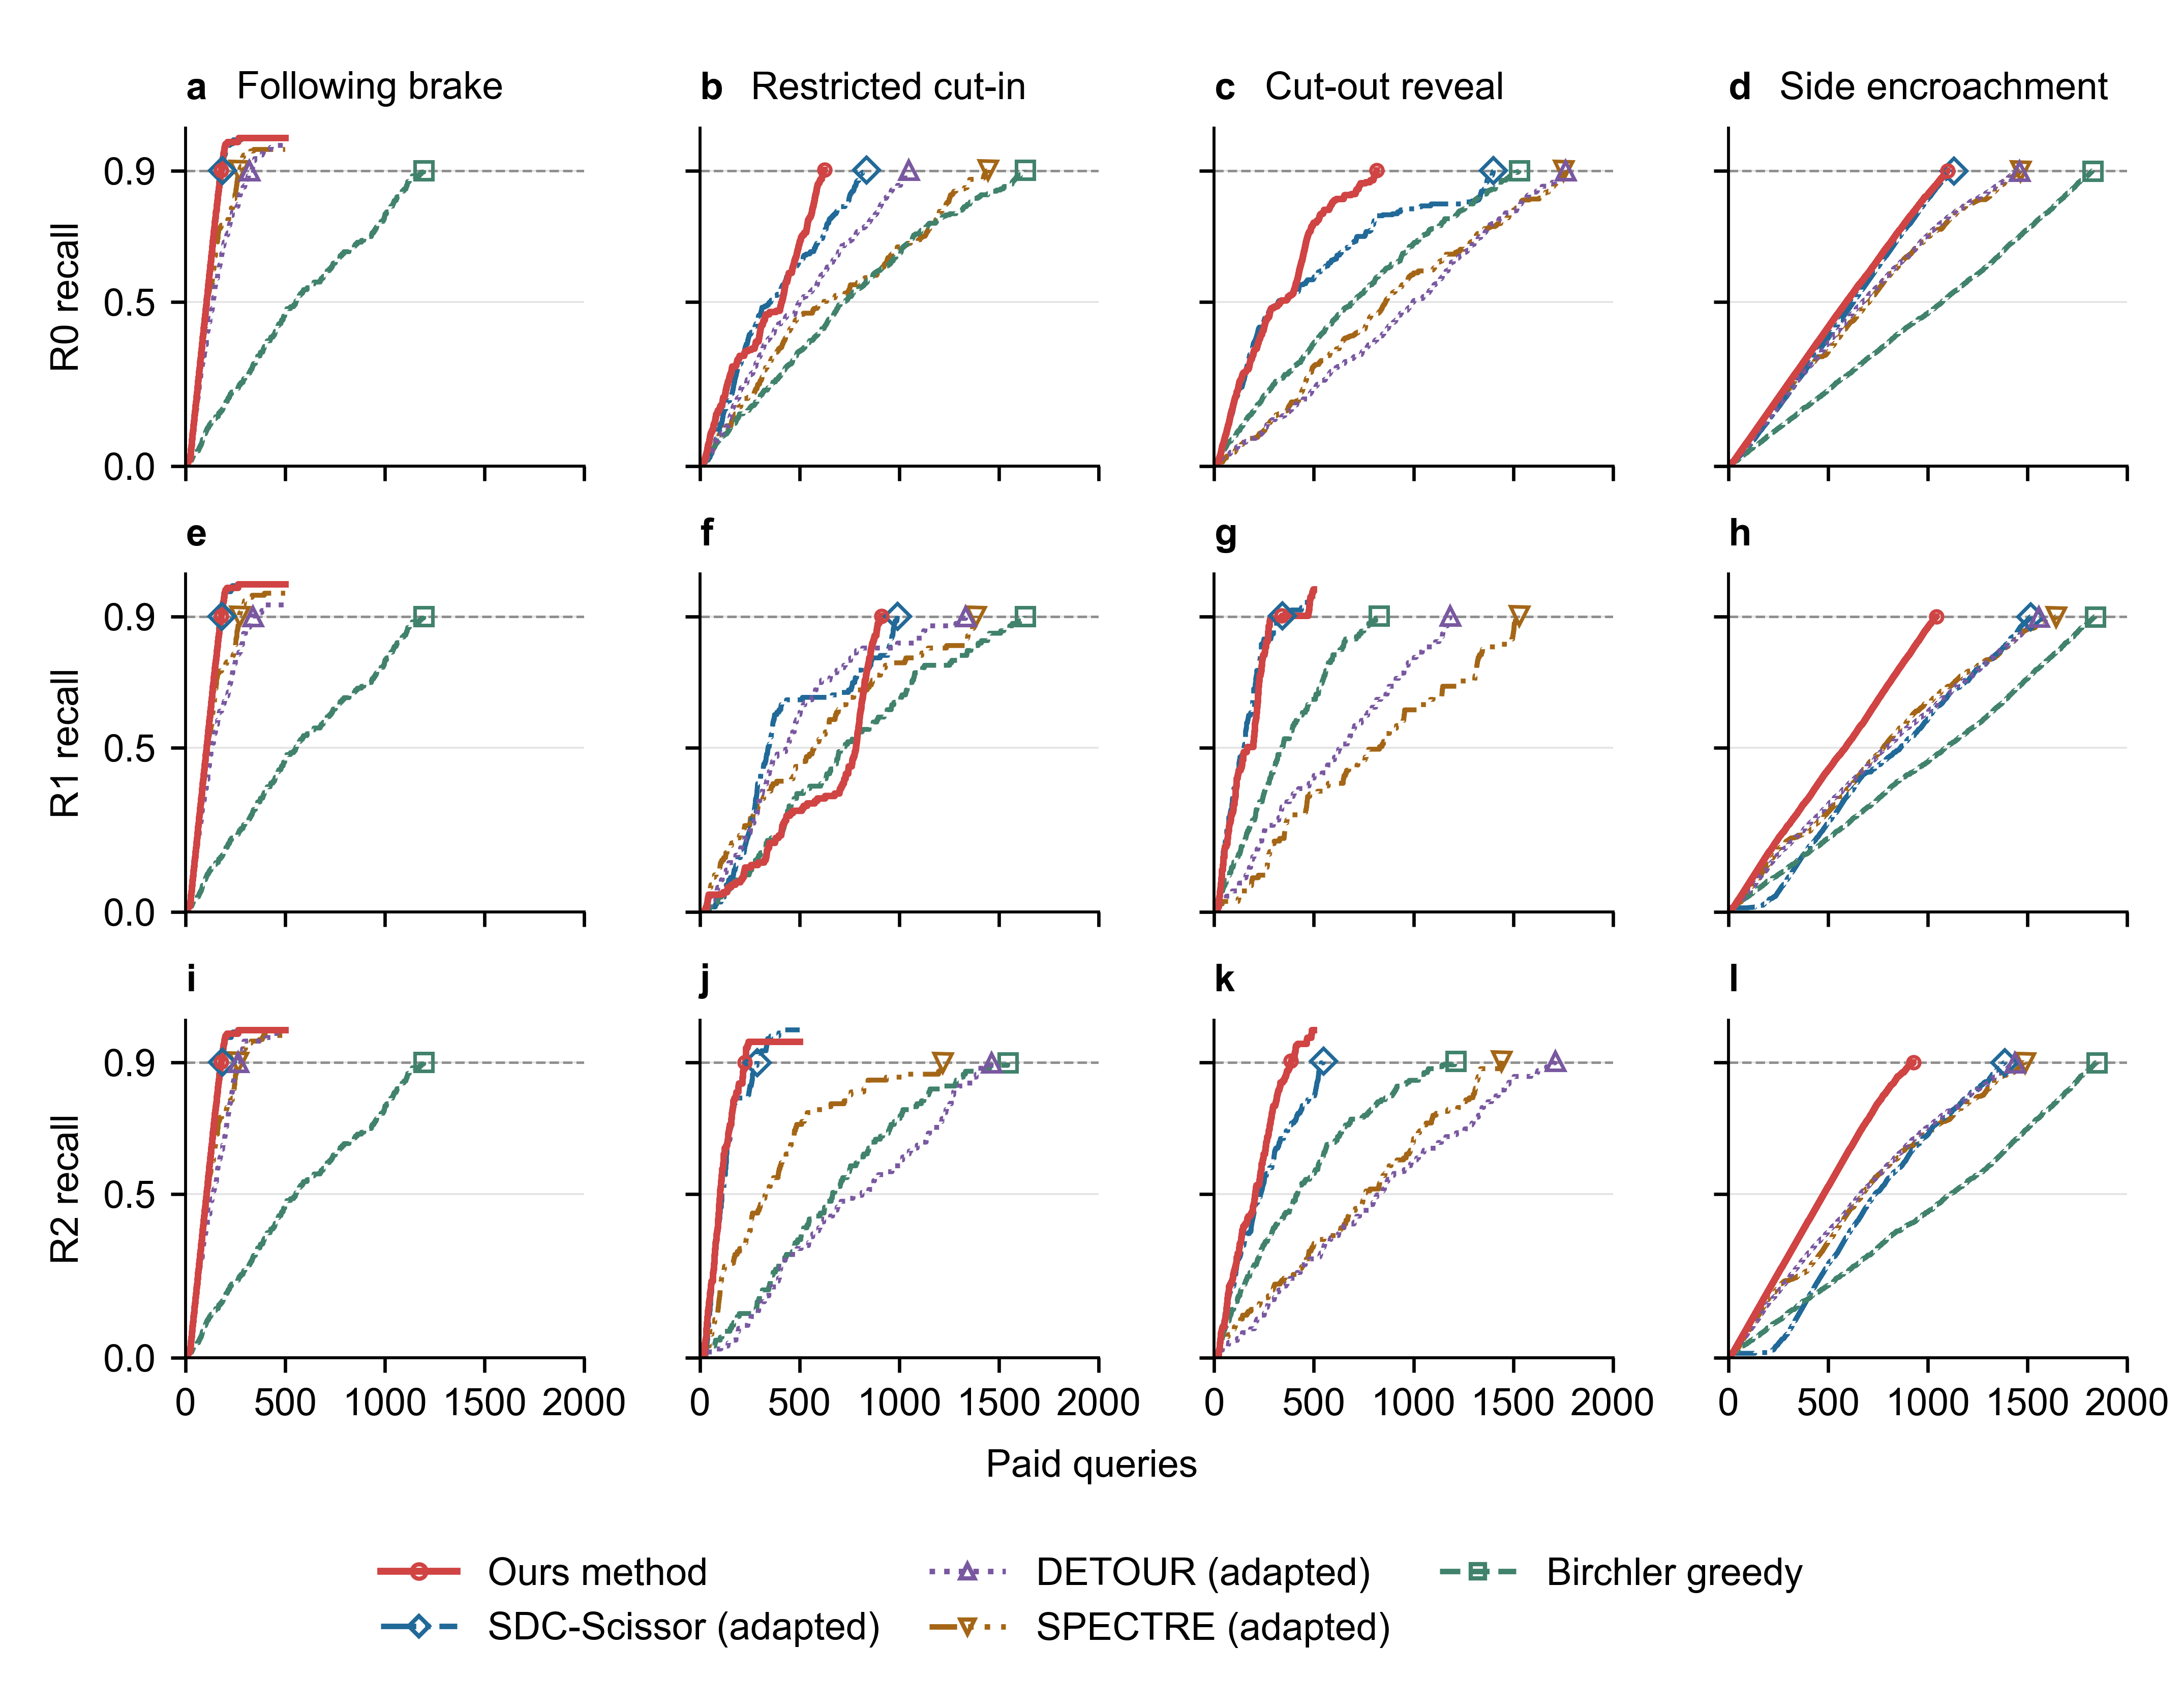 a Following brake
b Restricted cut-in
c Cut-out reveal
d Side encroachment
R0 recall
0.9
0.5
0.0
e
f
g
h
R1 recall
0.9
0.5
0.0
i
j
k
l
R2 recall
0.9
0.5
0.0
0 500 1000 1500 2000
0 500 1000 1500 2000
0 500 1000 1500 2000
0 500 1000 1500 2000
Paid queries
Ours method
DETOUR (adapted)
Birchler greedy
SDC-Scissor (adapted)
SPECTRE (adapted)